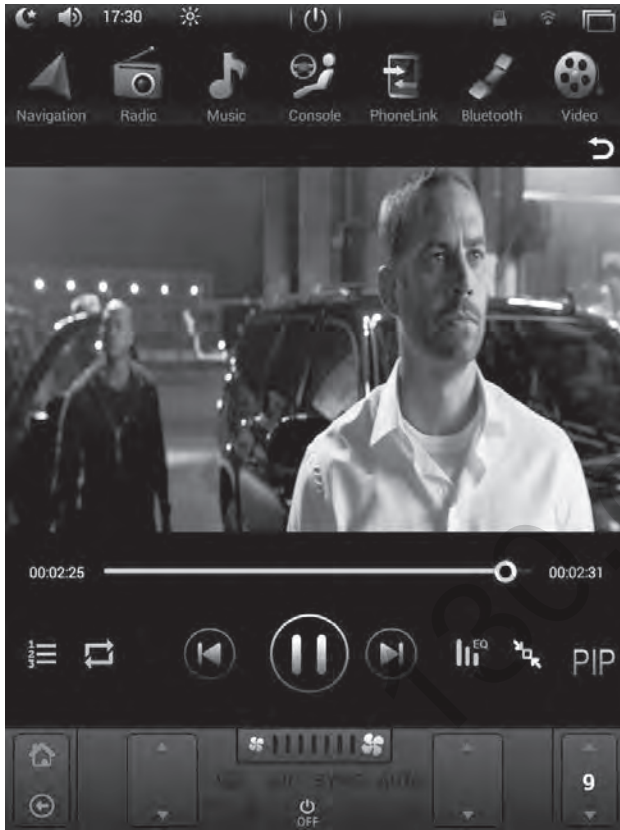 17:30
Navigation Radio Music Console PhoneLink Bluetooth Video
00:02:25 00:02:31
EQ PIP
9
OFF